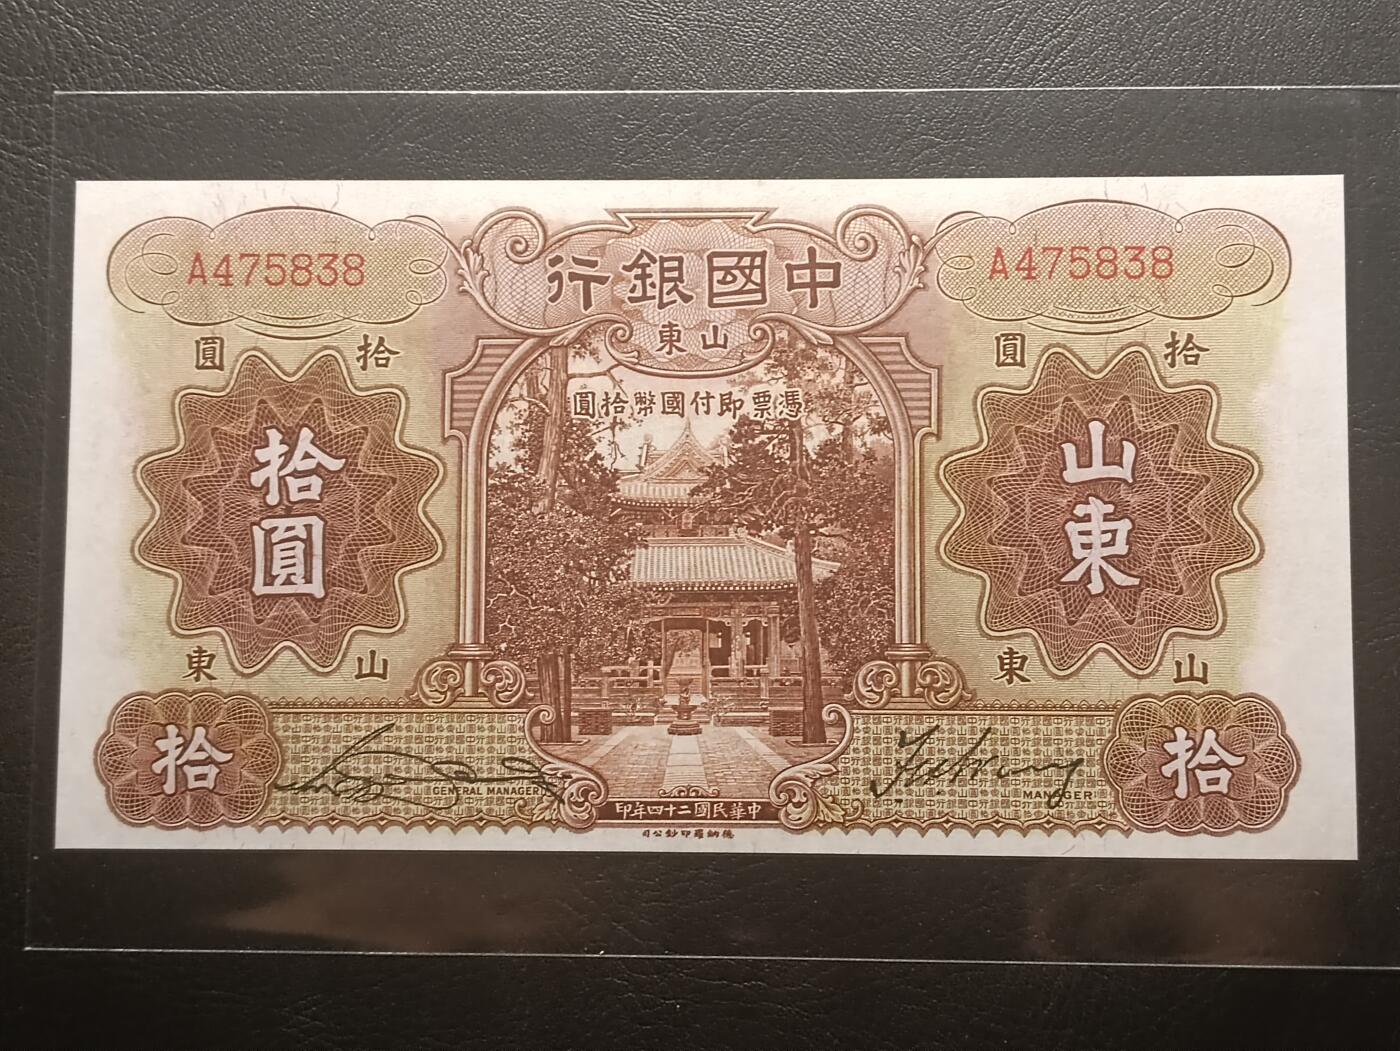 A475838
A475838
中國銀行
山東
憑票即付國幣拾圓
拾圓
拾圓
山東
拾圓
山東
山東
拾
拾
GENERAL MANAGER
MANAGER
中華民國二十四年印
德納羅印鈔公司